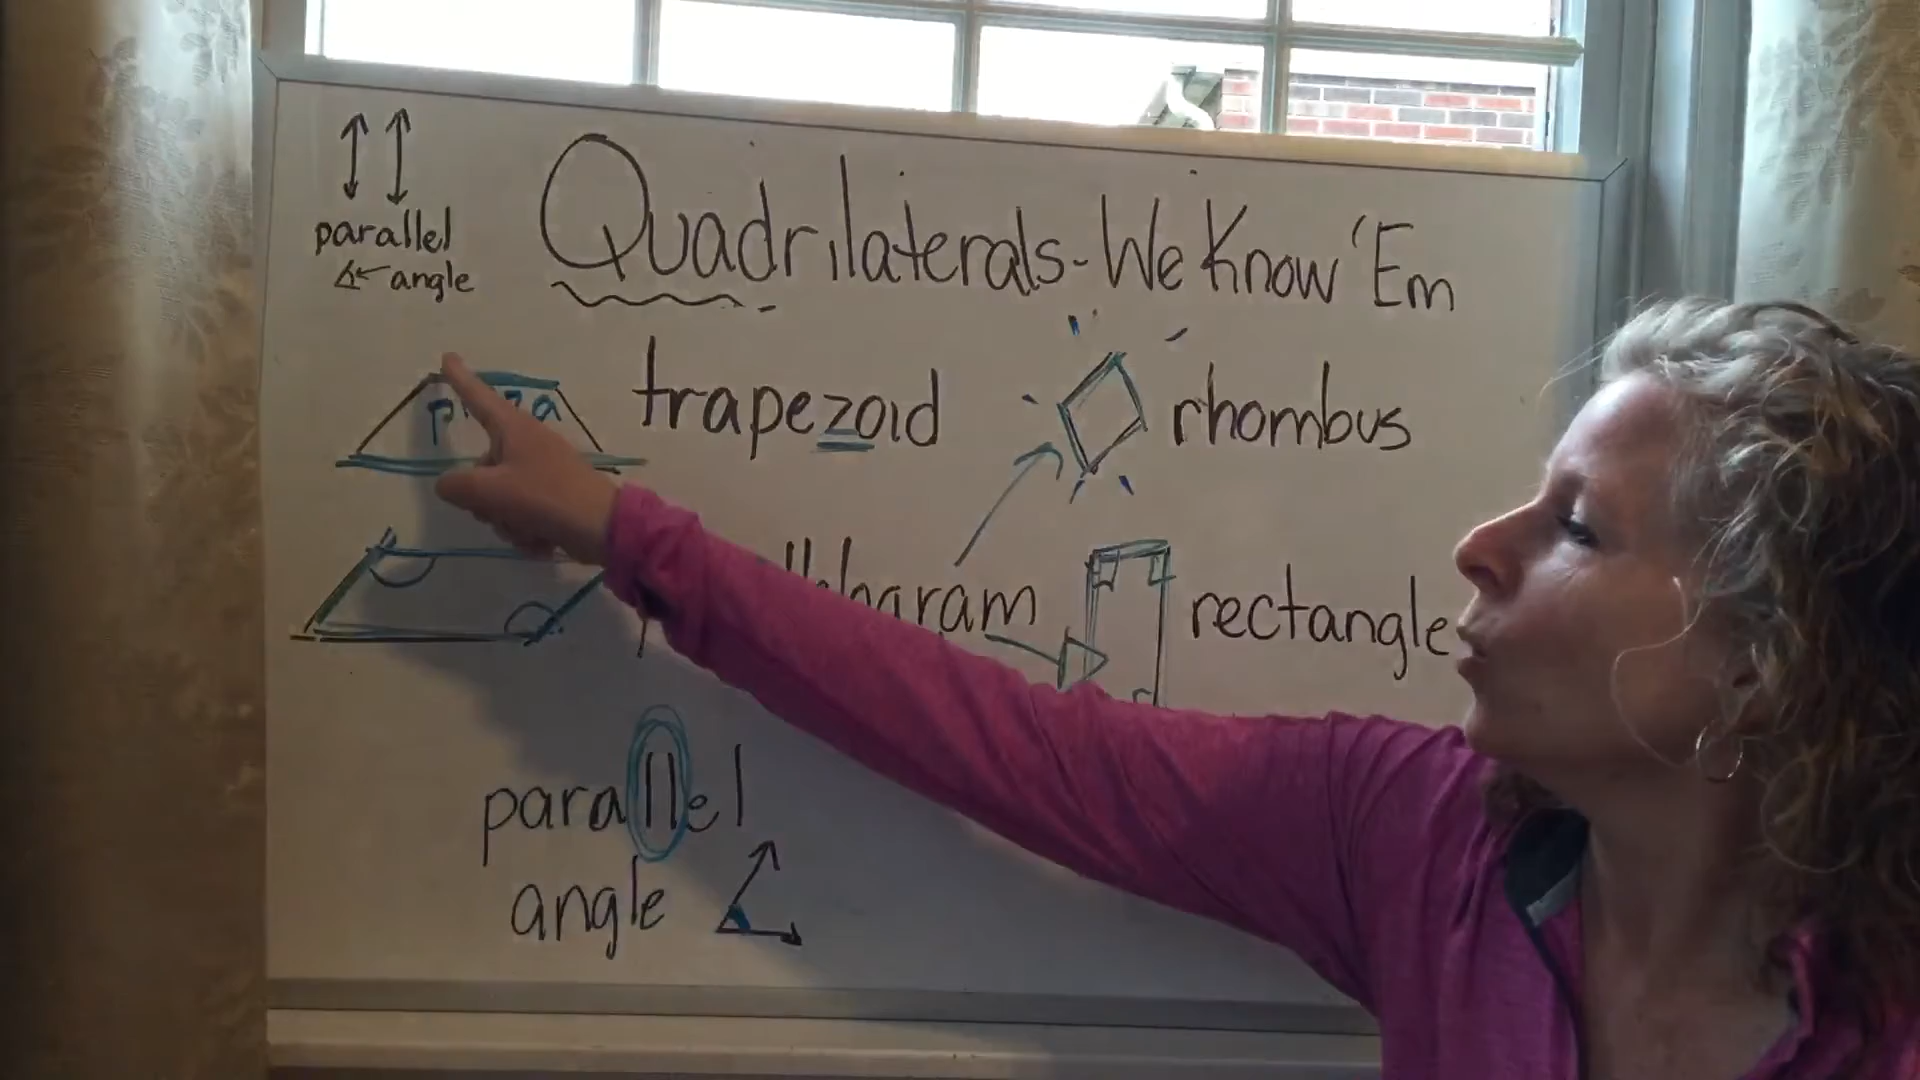 parallel
angle
Quadrilaterals - We Know 'Em
trapezoid
rhombus
rectangle
parallel
angle